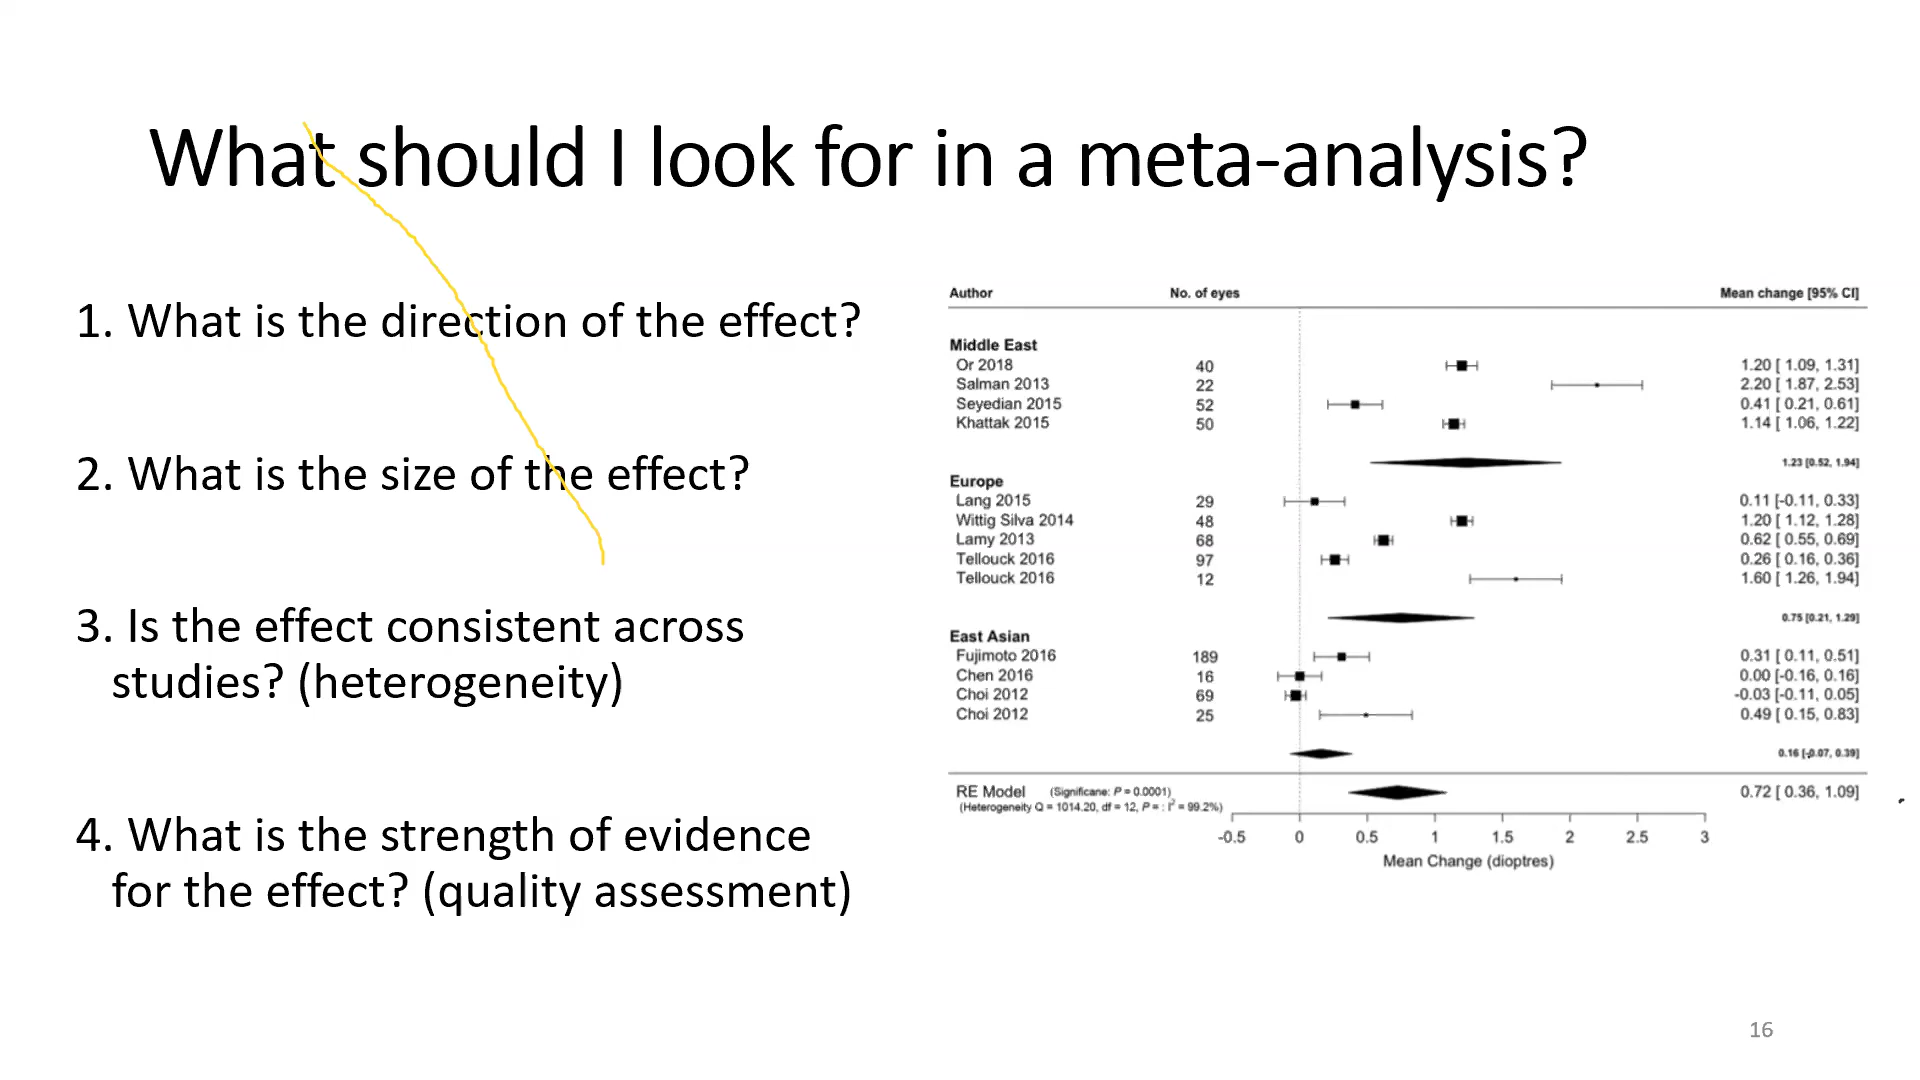 What should I look for in a meta-analysis?
1. What is the direction of the effect?
2. What is the size of the effect?
3. Is the effect consistent across
studies? (heterogeneity)
4. What is the strength of evidence
for the effect? (quality assessment)
Author No. of eyes Mean change [95% CI]
Middle East
Or 2018 40 1.20 [ 1.09, 1.31]
Salman 2013 22 2.20 [ 1.87, 2.53]
Seyedian 2015 52 0.41 [ 0.21, 0.61]
Khattak 2015 50 1.14 [ 1.06, 1.22]
1.23 [0.52, 1.94]
Europe
Lang 2015 29 0.11 [-0.11, 0.33]
Wittig Silva 2014 48 1.20 [ 1.12, 1.28]
Lamy 2013 68 0.62 [ 0.55, 0.69]
Tellouck 2016 97 0.26 [ 0.16, 0.36]
Tellouck 2016 12 1.60 [ 1.26, 1.94]
0.75 [0.21, 1.29]
East Asian
Fujimoto 2016 189 0.31 [ 0.11, 0.51]
Chen 2016 16 0.00 [-0.16, 0.16]
Choi 2012 69 -0.03 [-0.11, 0.05]
Choi 2012 25 0.49 [ 0.15, 0.83]
0.16 [-0.07, 0.39]
RE Model (Significane: P = 0.0001) 0.72 [ 0.36, 1.09]
(Heterogeneity Q = 1014.20, df = 12, P = : I² = 99.2%)
-0.5 0 0.5 1 1.5 2 2.5 3
Mean Change (dioptres)
16